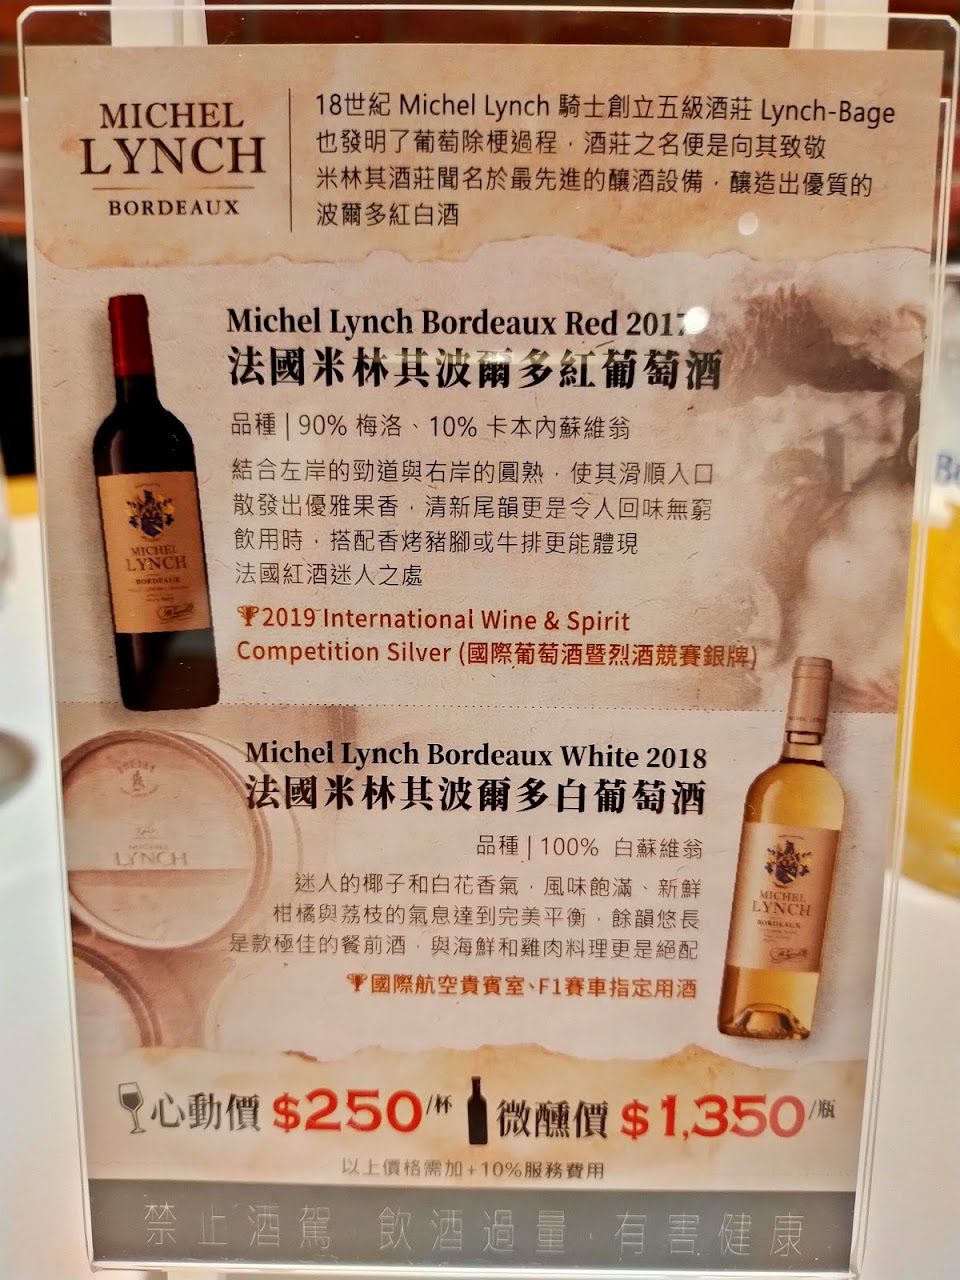 MICHEL
LYNCH
BORDEAUX
18世紀 Michel Lynch 騎士創立五級酒莊 Lynch-Bage
也發明了葡萄除梗過程，酒莊之名便是向其致敬
米林其酒莊聞名於最先進的釀酒設備，釀造出優質的
波爾多紅白酒
Michel Lynch Bordeaux Red 2017
法國米林其波爾多紅葡萄酒
品種 | 90% 梅洛、10% 卡本內蘇維翁
結合左岸的勁道與右岸的圓熟，使其滑順入口
散發出優雅果香，清新尾韻更是令人回味無窮
飲用時，搭配香烤豬腳或牛排更能體現
法國紅酒迷人之處
2019 International Wine & Spirit
Competition Silver (國際葡萄酒暨烈酒競賽銀牌)
MICHEL
LYNCH
BORDEAUX
Michel Lynch Bordeaux White 2018
法國米林其波爾多白葡萄酒
品種 | 100% 白蘇維翁
迷人的椰子和白花香氣，風味飽滿、新鮮
柑橘與荔枝的氣息達到完美平衡，餘韻悠長
是款極佳的餐前酒，與海鮮和雞肉料理更是絕配
國際航空貴賓室、F1賽車指定用酒
MICHEL
LYNCH
MICHEL
LYNCH
BORDEAUX
心動價 $250/杯 微醺價 $1,350/瓶
以上價格需加+10%服務費用
禁止酒駕 飲酒過量，有害健康